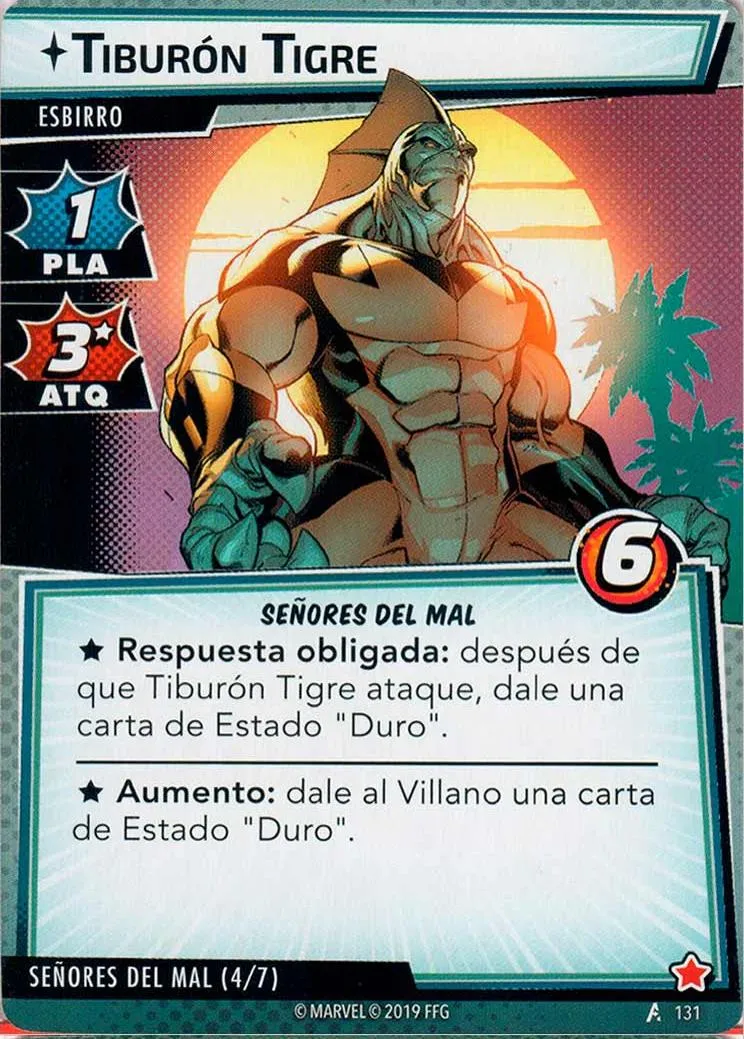 TIBURÓN TIGRE
ESBIRRO
1
PLA
3
ATQ
6
SEÑORES DEL MAL
★ Respuesta obligada: después de
que Tiburón Tigre ataque, dale una
carta de Estado "Duro".
★ Aumento: dale al Villano una carta
de Estado "Duro".
SEÑORES DEL MAL (4/7)
© MARVEL © 2019 FFG
131